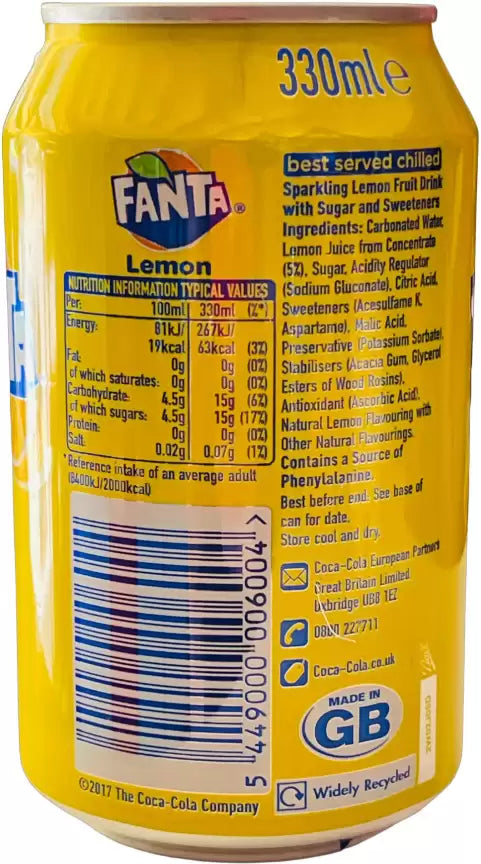 330ml e
FANTA®
Lemon
NUTRITION INFORMATION TYPICAL VALUES
Per: 100ml 330ml (%*)
Energy: 81kJ/ 267kJ/
19kcal 63kcal (3%)
Fat: 0g 0g (0%)
of which saturates: 0g 0g (0%)
Carbohydrate: 4.5g 15g (6%)
of which sugars: 4.5g 15g (17%)
Protein: 0g 0g (0%)
Salt: 0.02g 0.07g (1%)
*Reference intake of an average adult
(8400kJ/2000kcal)
5 449000 006004 >
©2017 The Coca-Cola Company
best served chilled
Sparkling Lemon Fruit Drink
with Sugar and Sweeteners
Ingredients: Carbonated Water,
Lemon Juice from Concentrate
(5%), Sugar, Acidity Regulator
(Sodium Gluconate), Citric Acid,
Sweeteners (Acesulfame K,
Aspartame), Malic Acid,
Preservative (Potassium Sorbate),
Stabilisers (Acacia Gum, Glycerol
Esters of Wood Rosins),
Antioxidant (Ascorbic Acid),
Natural Lemon Flavouring with
Other Natural Flavourings.
Contains a Source of
Phenylalanine.
Best before end: See base of
can for date.
Store cool and dry.
Coca-Cola European Partners
Great Britain Limited
Uxbridge UB8 1EZ
0800 227711
Coca-Cola.co.uk
MADE IN
GB
Widely Recycled